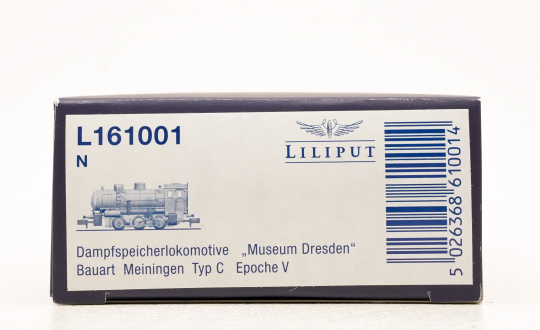 L161001
N
LILIPUT
Dampfspeicherlokomotive „Museum Dresden“
Bauart Meiningen Typ C Epoche V
5 026368 610014